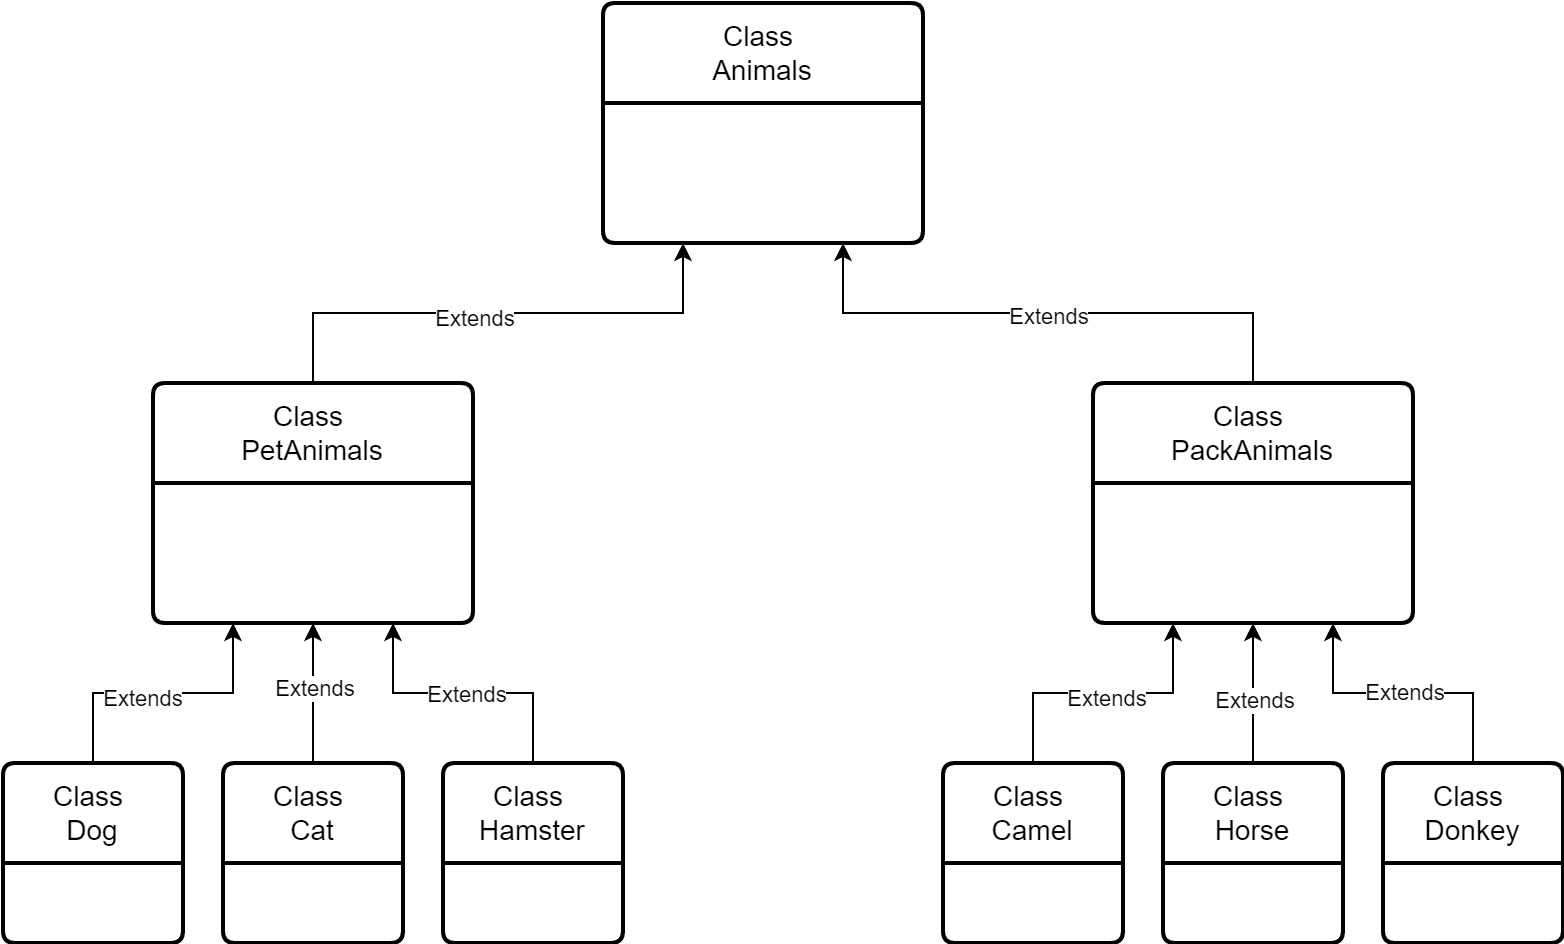 Class
Animals
Extends
Extends
Class
PetAnimals
Class
PackAnimals
Extends
Extends
Extends
Extends
Extends
Extends
Class
Dog
Class
Cat
Class
Hamster
Class
Camel
Class
Horse
Class
Donkey